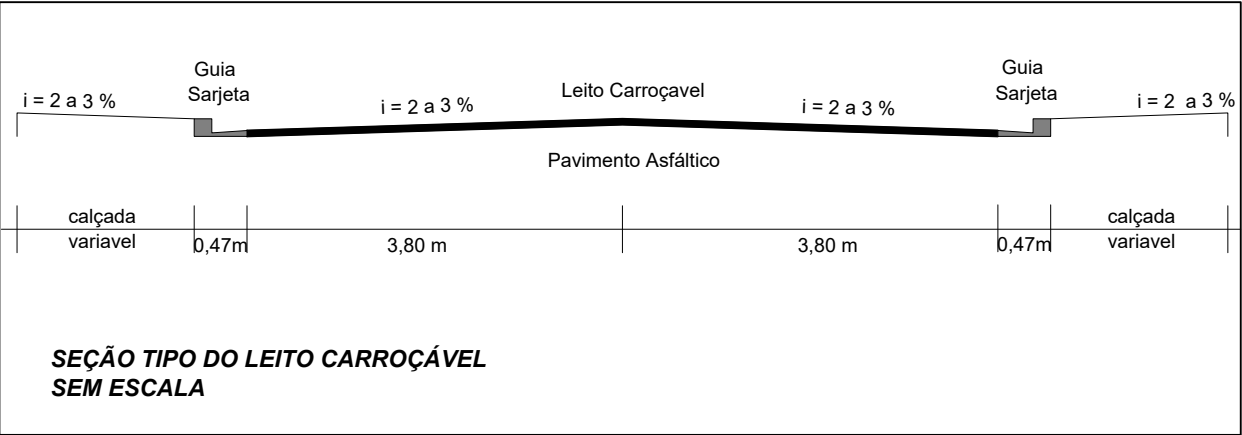 Guia
Sarjeta
Guia
Sarjeta
Leito Carroçavel
i = 2 a 3 %
i = 2 a 3 %
i = 2 a 3 %
i = 2 a 3 %
Pavimento Asfáltico
calçada
variavel
0,47m
3,80 m
3,80 m
0,47m
calçada
variavel
SEÇÃO TIPO DO LEITO CARROÇÁVEL
SEM ESCALA